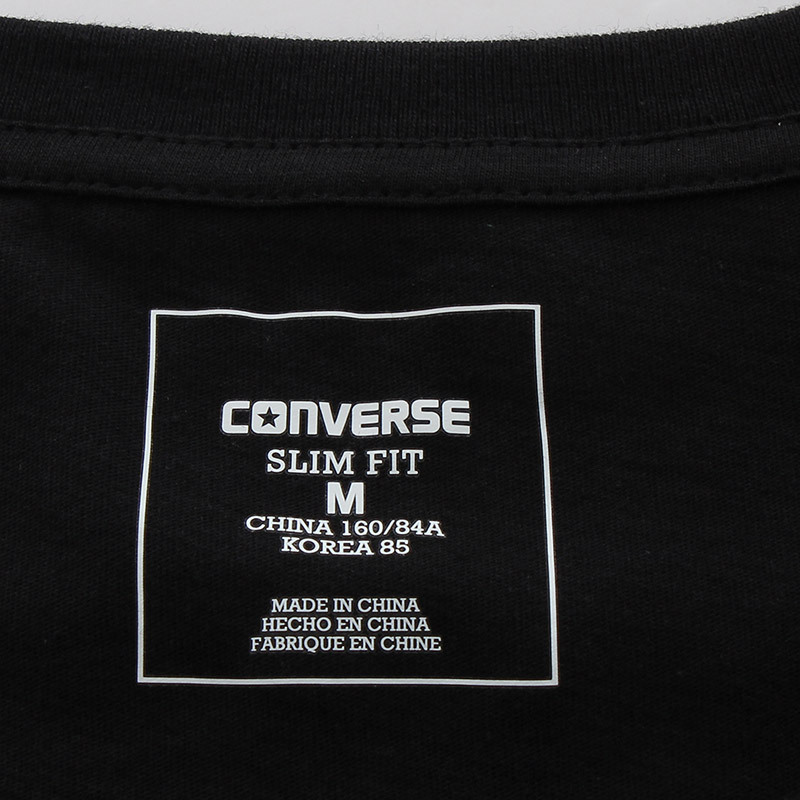 CONVERSE
SLIM FIT
M
CHINA 160/84A
KOREA 85
MADE IN CHINA
HECHO EN CHINA
FABRIQUE EN CHINE